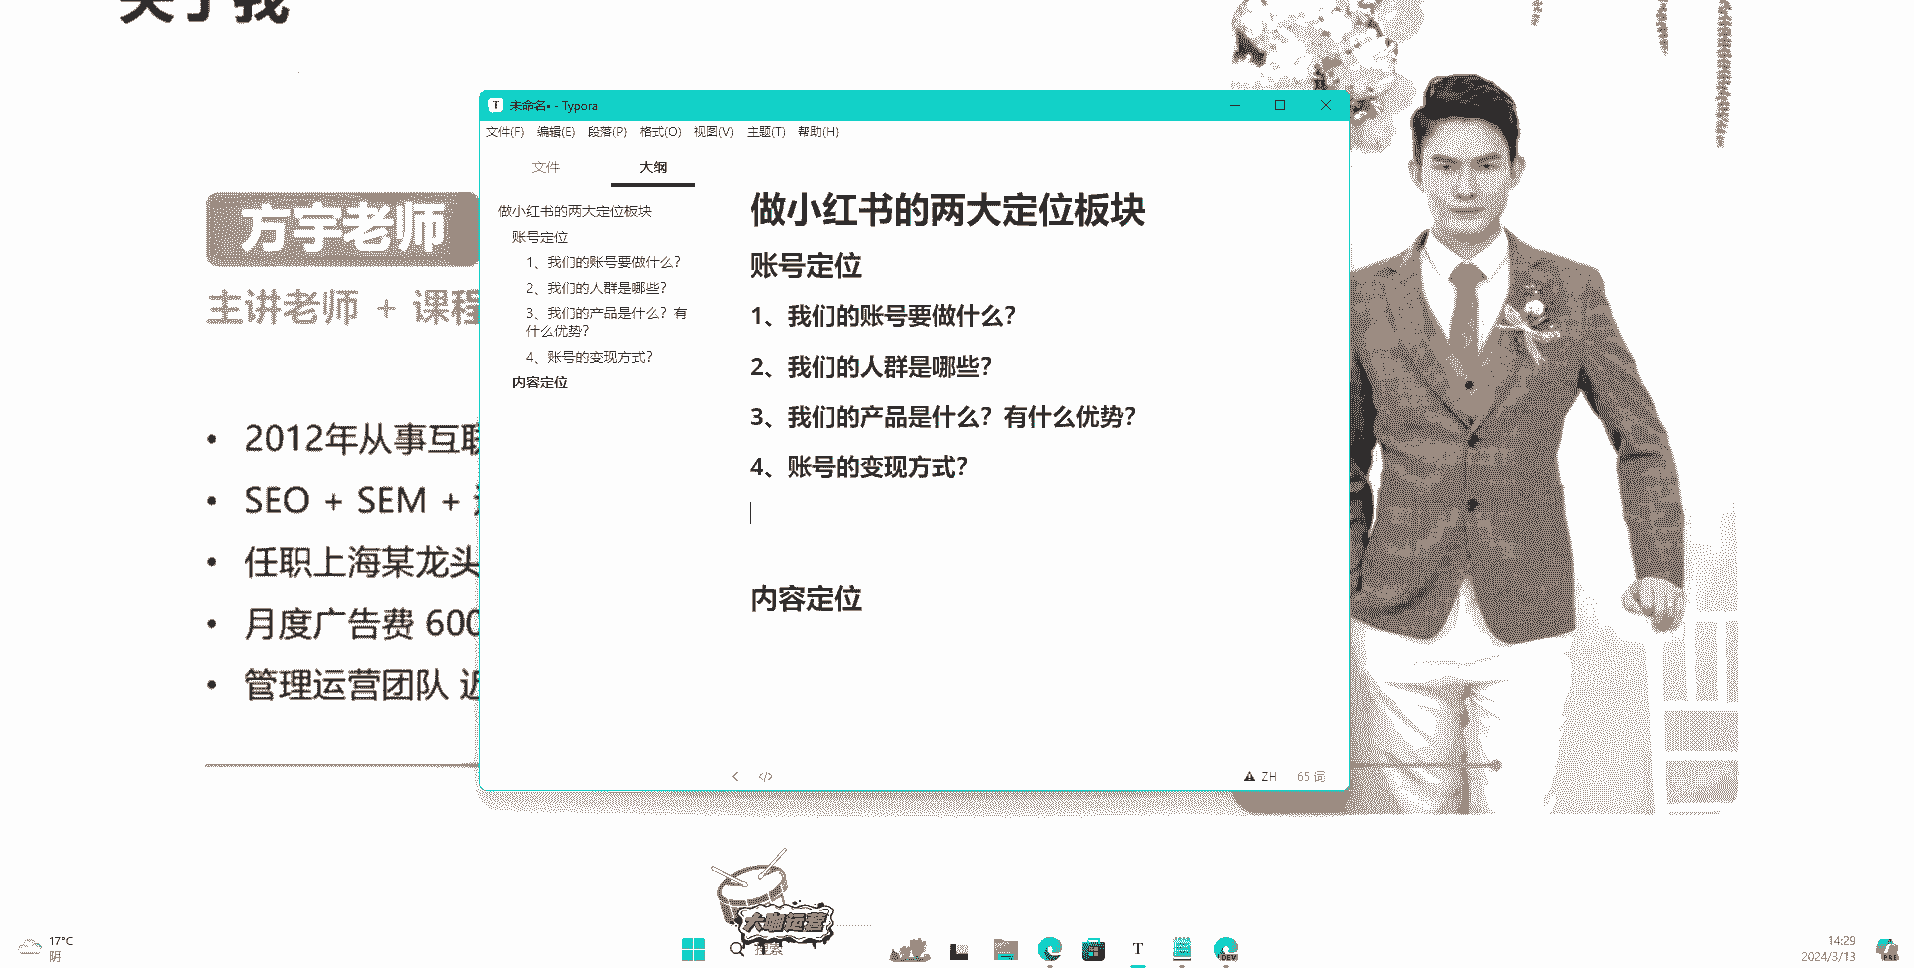 关于我
方宇老师
主讲老师 + 课程
• 2012年从事互联
• SEO + SEM +
• 任职上海某龙头
• 月度广告费 600
• 管理运营团队 近
未命名• - Typora
文件(F) 编辑(E) 段落(P) 格式(O) 视图(V) 主题(T) 帮助(H)
文件 大纲
做小红书的两大定位板块
账号定位
1、我们的账号要做什么?
2、我们的人群是哪些?
3、我们的产品是什么？有
什么优势?
4、账号的变现方式?
内容定位
做小红书的两大定位板块
账号定位
1、我们的账号要做什么?
2、我们的人群是哪些?
3、我们的产品是什么？有什么优势?
4、账号的变现方式?
内容定位
ZH 65 词
大咖运营
17°C
阴
搜索
T
DEV
14:29
2024/3/13
PRE